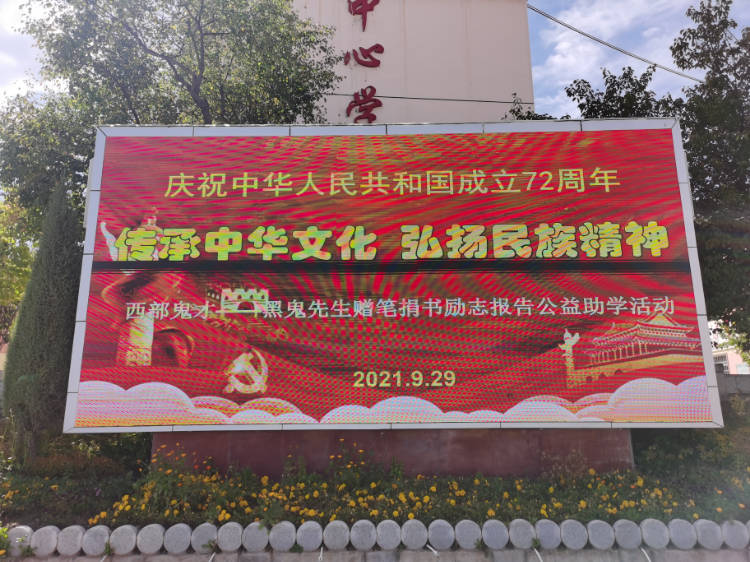 中心学
庆祝中华人民共和国成立72周年
传承中华文化 弘扬民族精神
西部鬼才——黑鬼先生赠笔捐书励志报告公益助学活动
2021.9.29